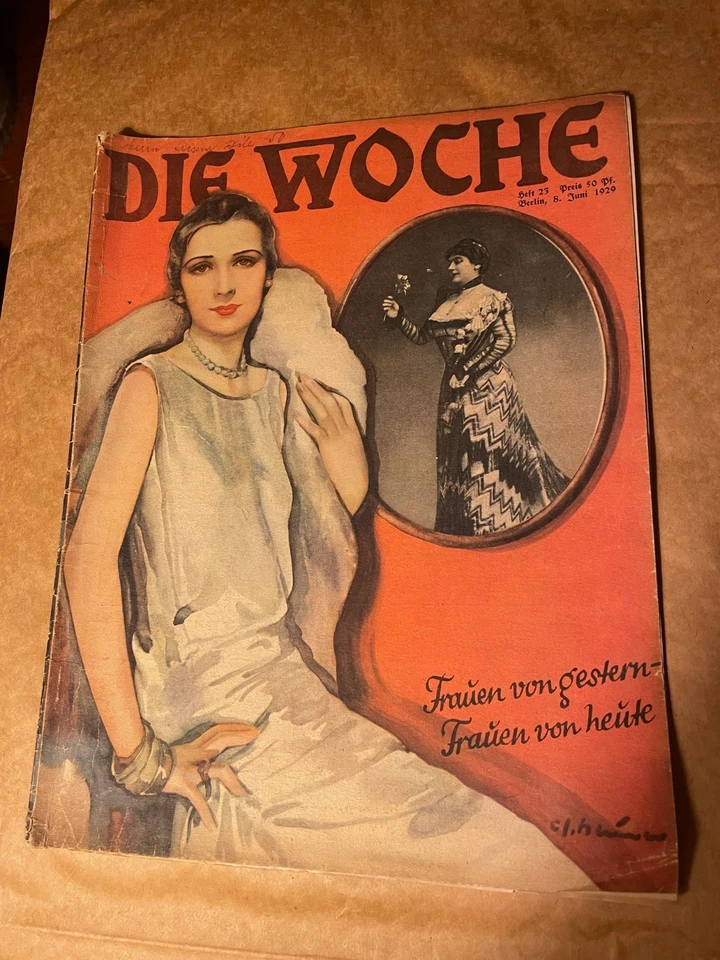 DIE WOCHE
Heft 23 Preis 50 Pf.
Berlin, 8. Juni 1929
Frauen von gestern-
Frauen von heute